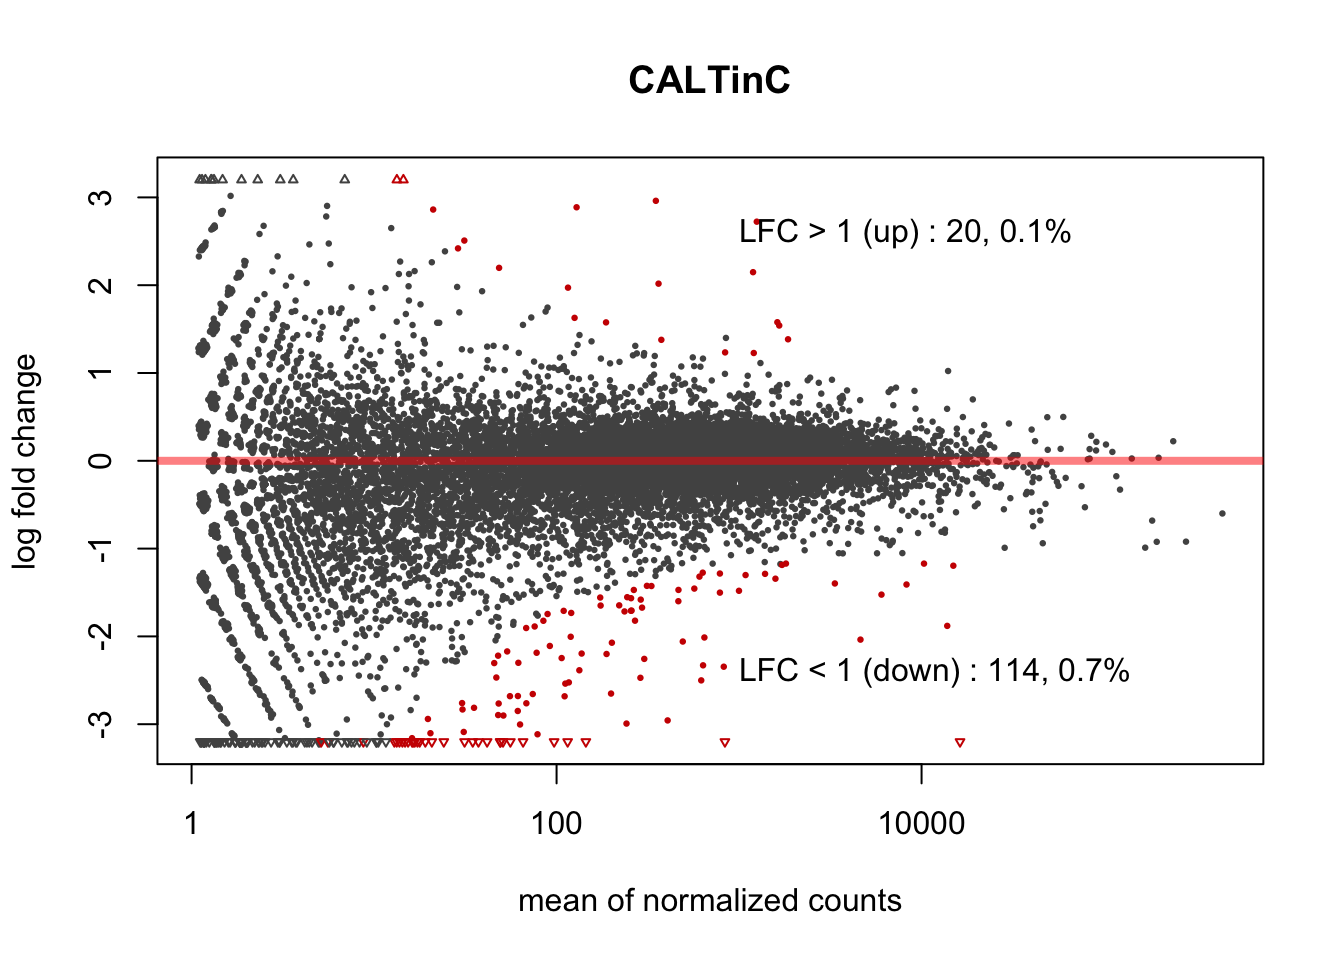 CALTinC
3
2
1
0
-1
-2
-3
log fold change
LFC > 1 (up) : 20, 0.1%
LFC < 1 (down) : 114, 0.7%
1
100
10000
mean of normalized counts